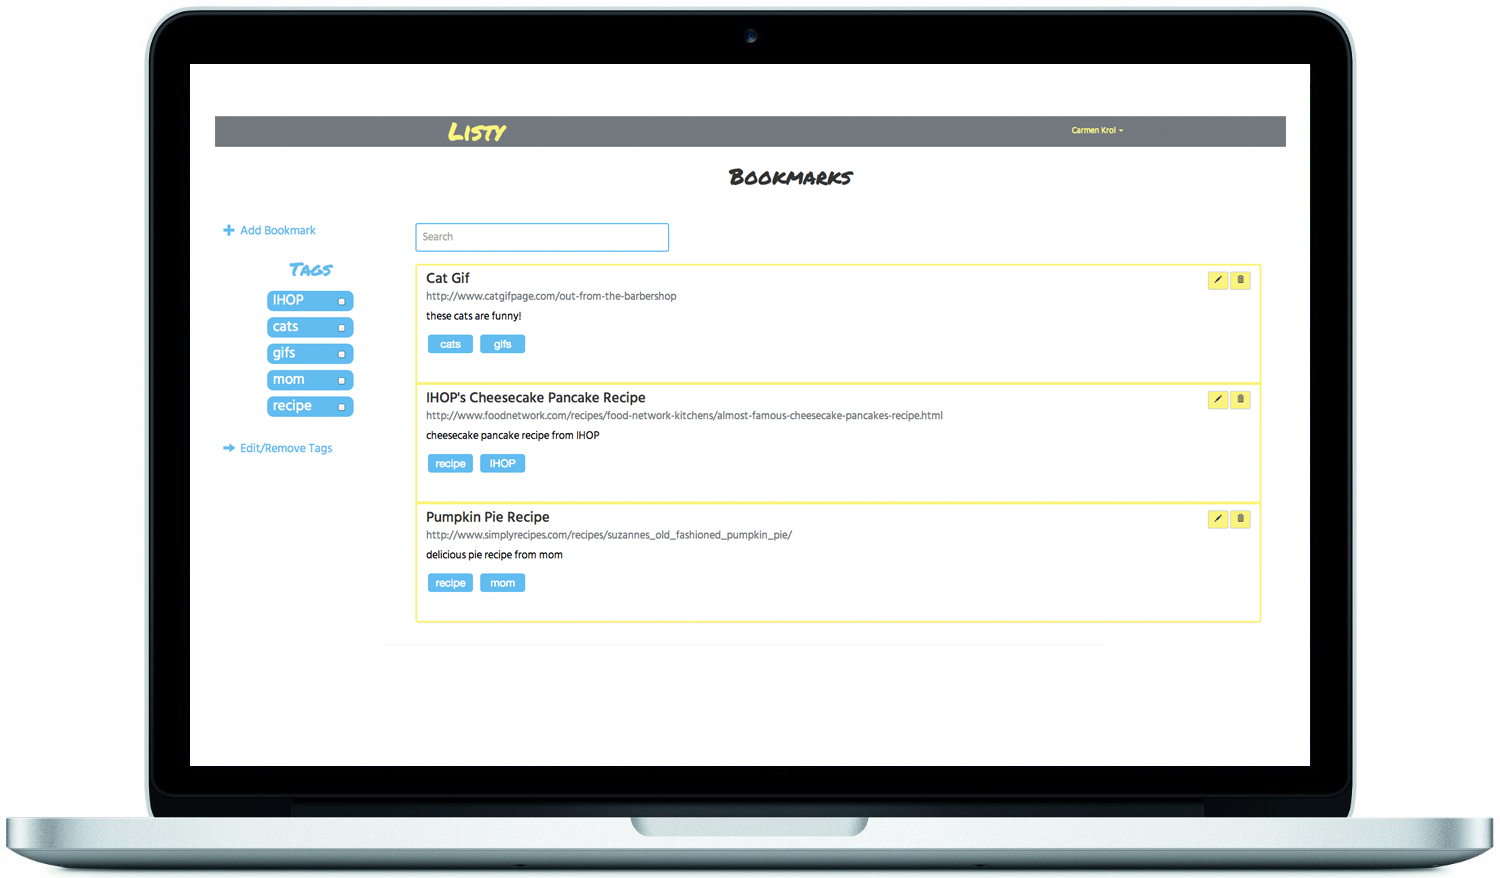 Listy
Carmen Krol
Bookmarks
Add Bookmark
Tags
IHOP
cats
gifs
mom
recipe
Edit/Remove Tags
Search
Cat Gif
http://www.catgifpage.com/out-from-the-barbershop
these cats are funny!
cats gifs
IHOP's Cheesecake Pancake Recipe
http://www.foodnetwork.com/recipes/food-network-kitchens/almost-famous-cheesecake-pancakes-recipe.html
cheesecake pancake recipe from IHOP
recipe IHOP
Pumpkin Pie Recipe
http://www.simplyrecipes.com/recipes/suzannes_old_fashioned_pumpkin_pie/
delicious pie recipe from mom
recipe mom